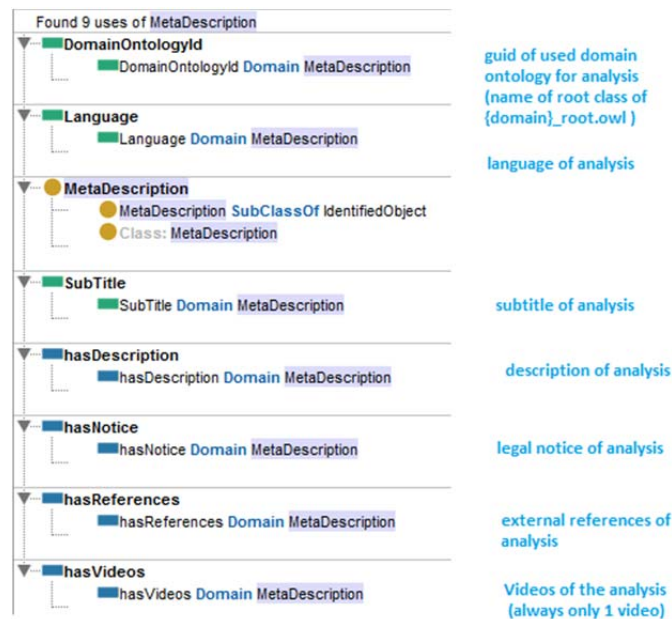 Found 9 uses of MetaDescription
DomainOntologyId
DomainOntologyId Domain MetaDescription
guid of used domain
ontology for analysis
(name of root class of
{domain}_root.owl )
Language
Language Domain MetaDescription
language of analysis
MetaDescription
MetaDescription SubClassOf IdentifiedObject
Class: MetaDescription
SubTitle
SubTitle Domain MetaDescription
subtitle of analysis
hasDescription
hasDescription Domain MetaDescription
description of analysis
hasNotice
hasNotice Domain MetaDescription
legal notice of analysis
hasReferences
hasReferences Domain MetaDescription
external references of
analysis
hasVideos
hasVideos Domain MetaDescription
Videos of the analysis
(always only 1 video)